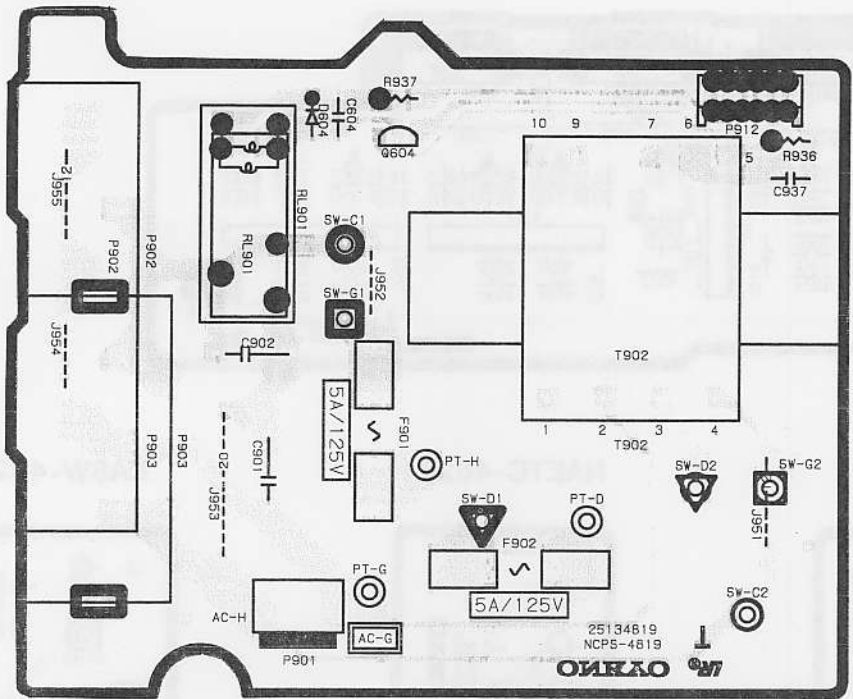 R937
D604
C604
Q604
10 9 7 6
P912
5
R936
C937
J955
2
P902
P902
RL901
RL901
SW-C1
J952
SW-G1
J954
C902
T902
5A/125V
F901
1 2 3 4
T902
P903
P903
02
J953
C901
PT-H
SW-D1
PT-D
SW-D2
SW-G2
J951
F902
PT-G
5A/125V
AC-H
AC-G
P901
SW-C2
25134819
NCPS-4819
ONKYO